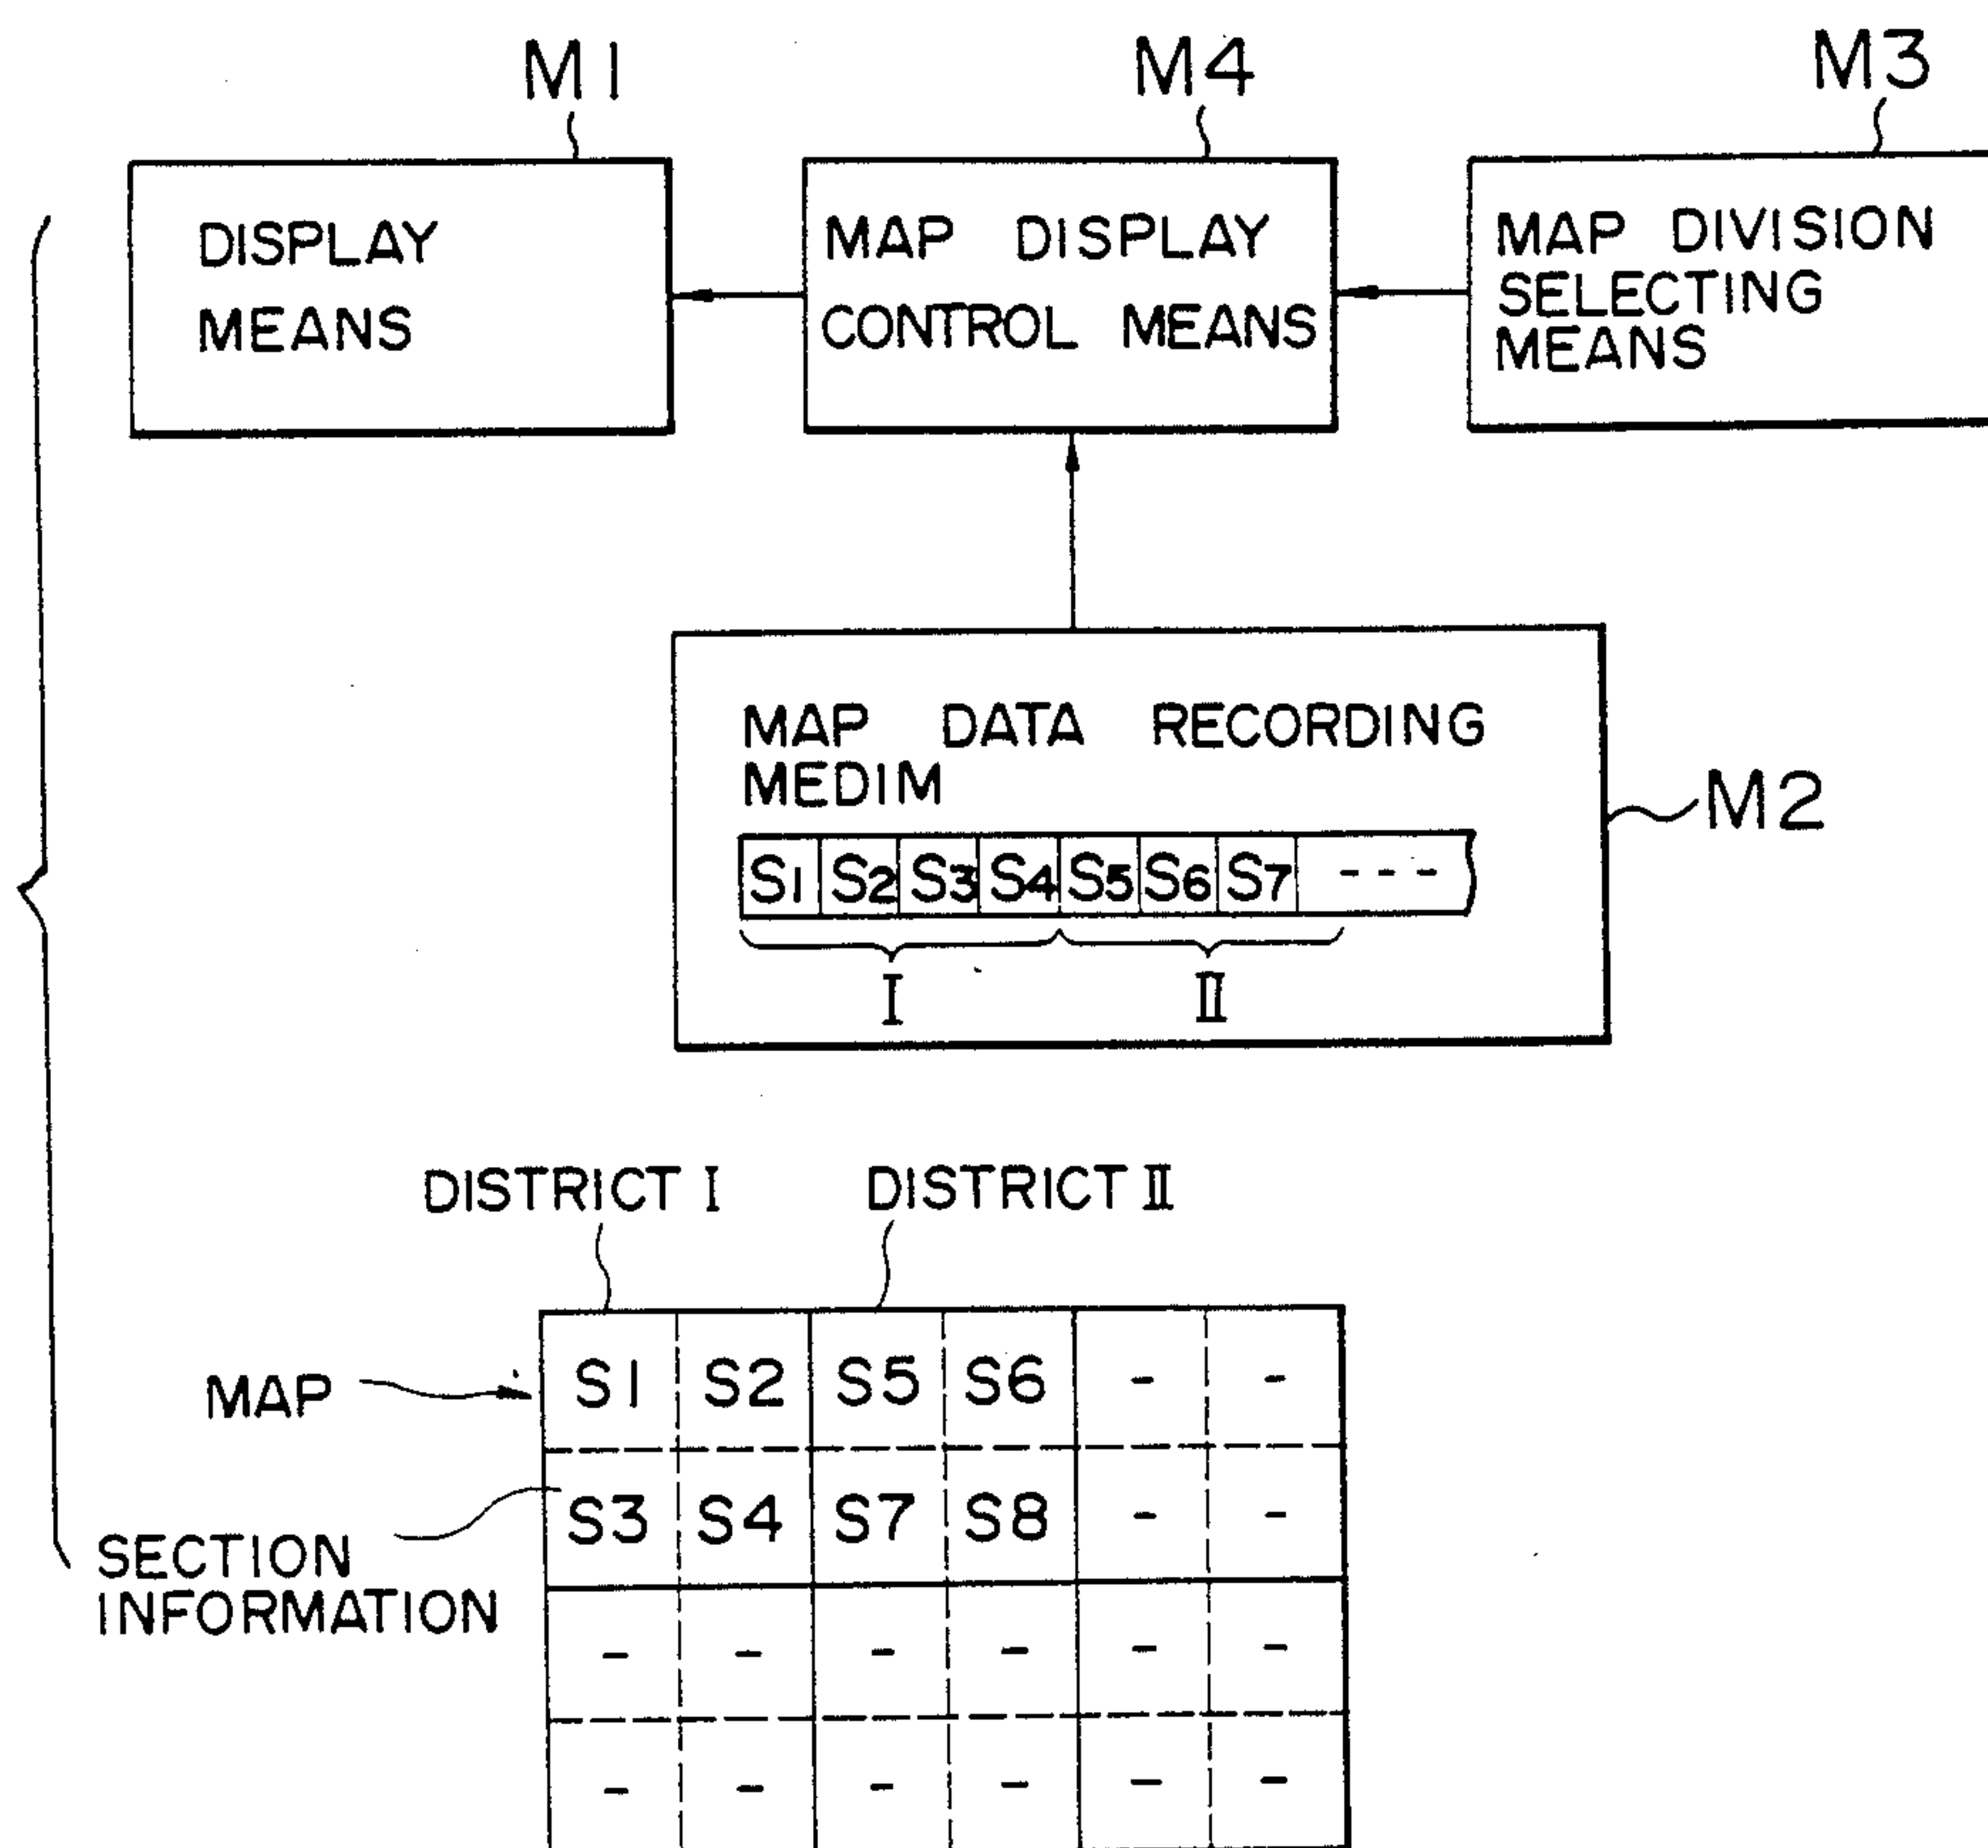 M1
M4
M3
DISPLAY
MEANS
MAP DISPLAY
CONTROL MEANS
MAP DIVISION
SELECTING
MEANS
MAP DATA RECORDING
MEDIM
M2
S1 S2 S3 S4 S5 S6 S7 ---
I II
DISTRICT I DISTRICT II
MAP
S1 S2 S5 S6 - -
S3 S4 S7 S8 - -
SECTION
INFORMATION
- - - - - -
- - - - - -